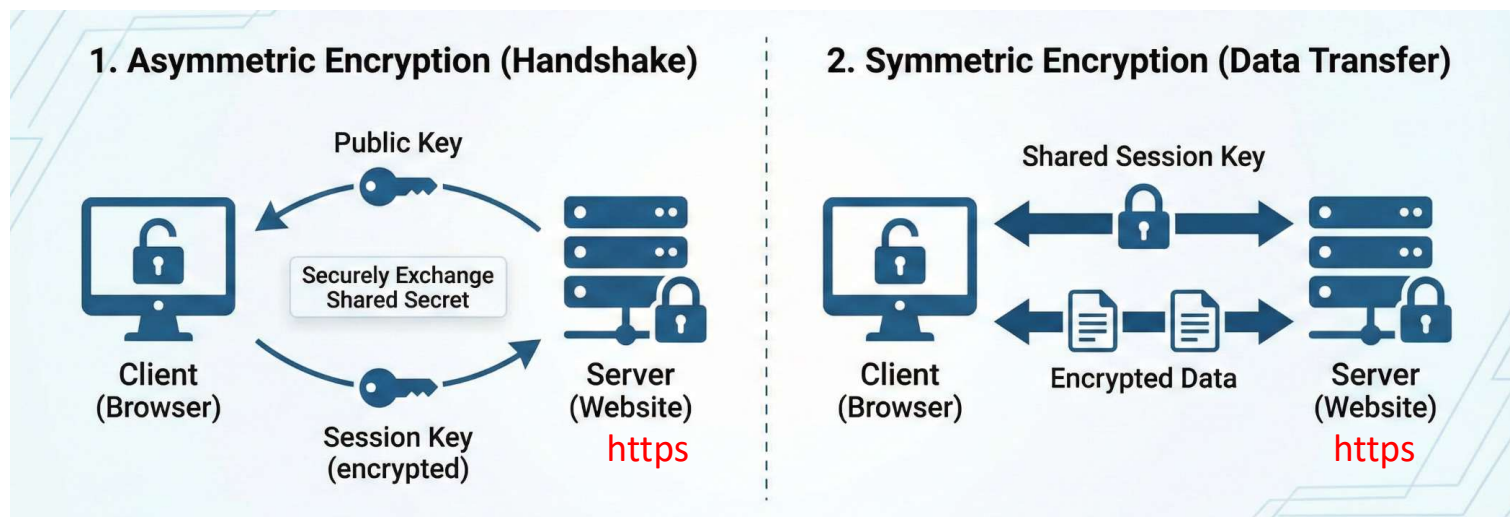 1. Asymmetric Encryption (Handshake)
Public Key
Securely Exchange
Shared Secret
Client
(Browser)
Server
(Website)
https
Session Key
(encrypted)
2. Symmetric Encryption (Data Transfer)
Shared Session Key
Client
(Browser)
Encrypted Data
Server
(Website)
https